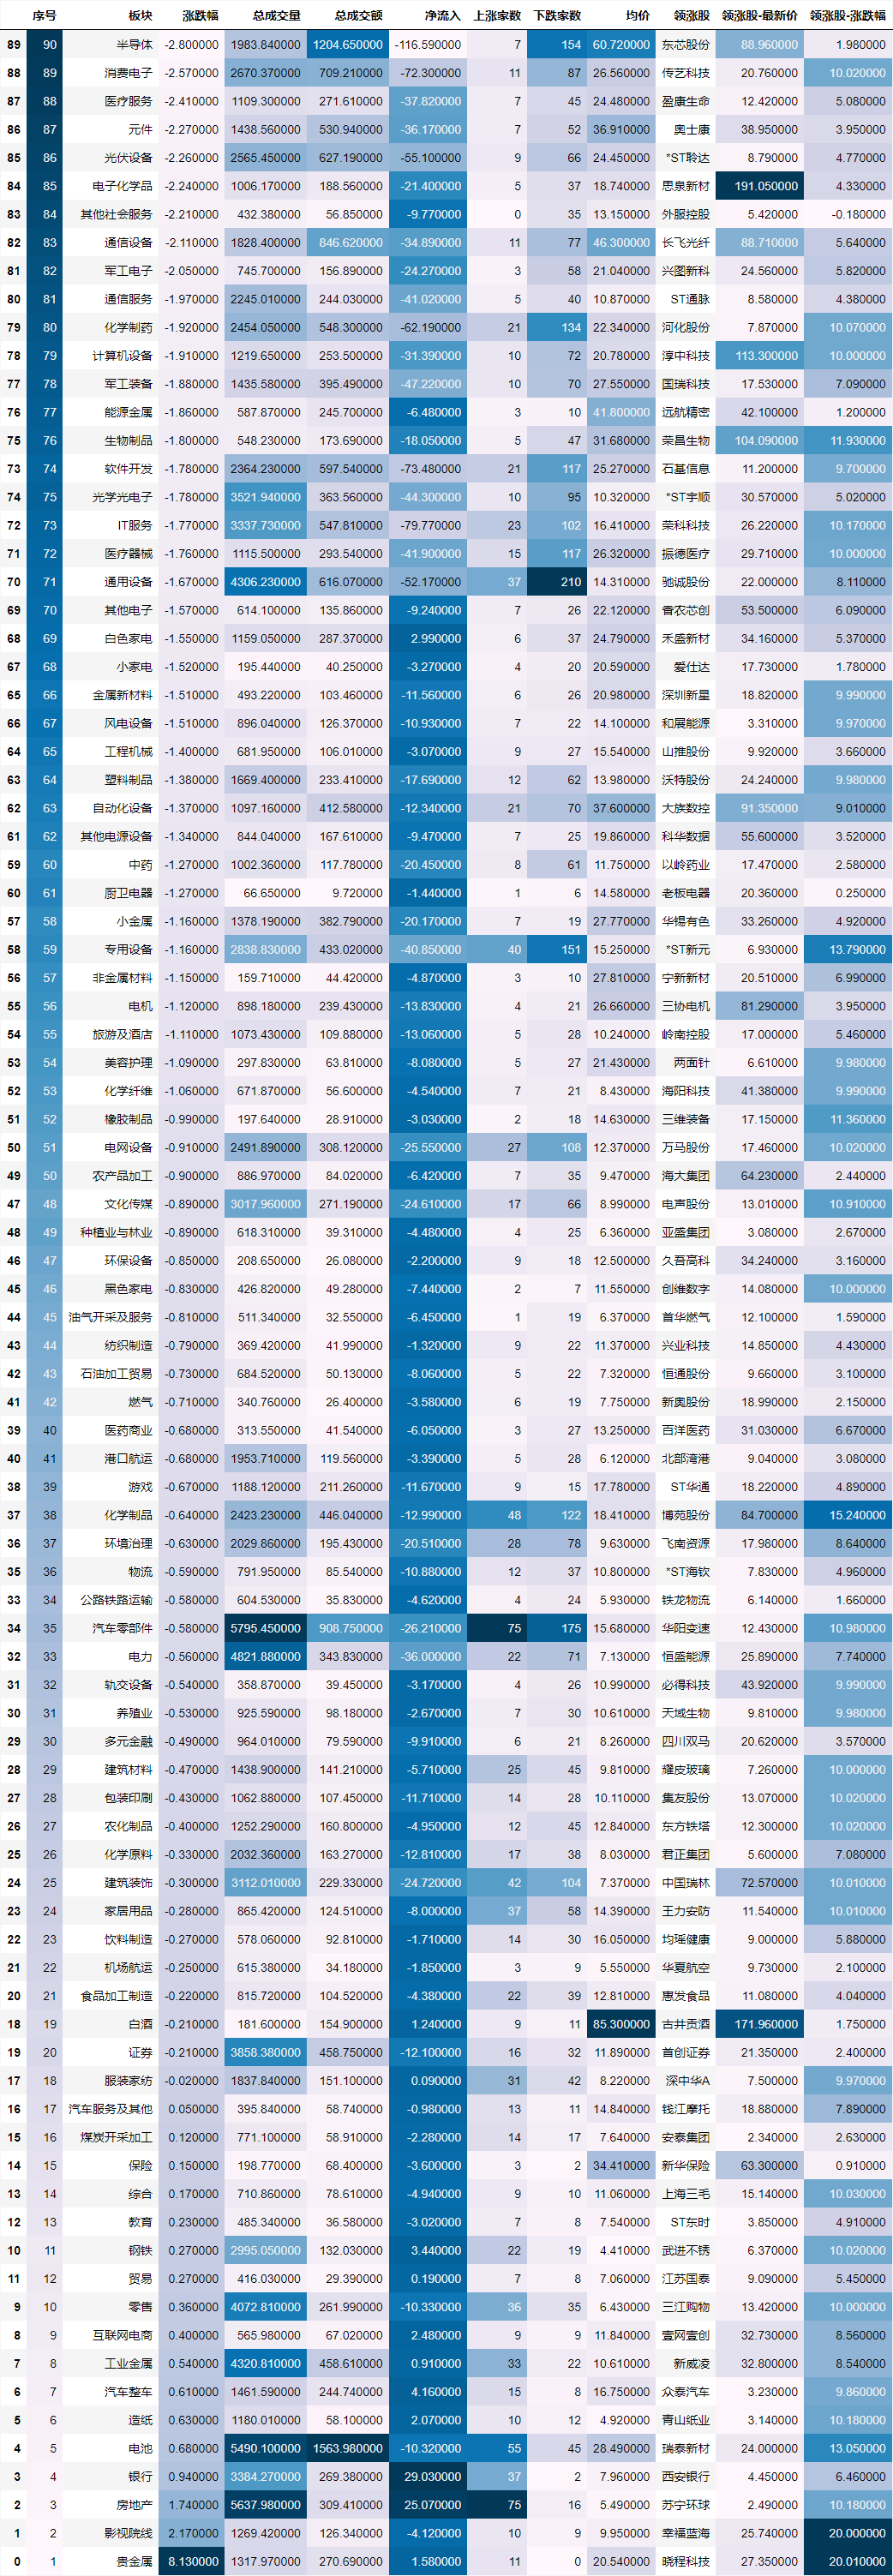 序号 板块 涨跌幅 总成交量 总成交额 净流入 上涨家数 下跌家数 均价 领涨股 领涨股-最新价 领涨股-涨跌幅
89 90 半导体 -2.800000 1983.840000 1204.650000 -116.590000 7 154 60.720000 东芯股份 88.960000 1.980000
88 89 消费电子 -2.570000 2670.370000 709.210000 -72.300000 11 87 26.560000 传艺科技 20.760000 10.020000
87 88 医疗服务 -2.410000 1109.300000 271.610000 -37.820000 7 45 24.480000 盈康生命 12.420000 5.080000
86 87 元件 -2.270000 1438.560000 530.940000 -36.170000 7 52 36.910000 奥士康 38.950000 3.950000
85 86 光伏设备 -2.260000 2565.450000 627.190000 -55.100000 9 66 24.450000 *ST聆达 8.790000 4.770000
84 85 电子化学品 -2.240000 1006.170000 188.560000 -21.400000 5 37 18.740000 思泉新材 191.050000 4.330000
83 84 其他社会服务 -2.210000 432.380000 56.850000 -9.770000 0 35 13.150000 外服控股 5.420000 -0.180000
82 83 通信设备 -2.110000 1828.400000 846.620000 -34.890000 11 77 46.300000 长飞光纤 88.710000 5.640000
81 82 军工电子 -2.050000 745.700000 156.890000 -24.270000 3 58 21.040000 兴图新科 24.560000 5.820000
80 81 通信服务 -1.970000 2245.010000 244.030000 -41.020000 5 40 10.870000 ST通脉 8.580000 4.380000
79 80 化学制药 -1.920000 2454.050000 548.300000 -62.190000 21 134 22.340000 河化股份 7.870000 10.070000
78 79 计算机设备 -1.910000 1219.650000 253.500000 -31.390000 10 72 20.780000 淳中科技 113.300000 10.000000
77 78 军工装备 -1.880000 1435.580000 395.490000 -47.220000 10 70 27.550000 国瑞科技 17.530000 7.090000
76 77 能源金属 -1.860000 587.870000 245.700000 -6.480000 3 10 41.800000 远航精密 42.100000 1.200000
75 76 生物制品 -1.800000 548.230000 173.690000 -18.050000 5 47 31.680000 荣昌生物 104.090000 11.930000
73 74 软件开发 -1.780000 2364.230000 597.540000 -73.480000 21 117 25.270000 石基信息 11.200000 9.700000
74 75 光学光电子 -1.780000 3521.940000 363.560000 -44.300000 10 95 10.320000 *ST宇顺 30.570000 5.020000
72 73 IT服务 -1.770000 3337.730000 547.810000 -79.770000 23 102 16.410000 荣科科技 26.220000 10.170000
71 72 医疗器械 -1.760000 1115.500000 293.540000 -41.900000 15 117 26.320000 振德医疗 29.710000 10.000000
70 71 通用设备 -1.670000 4306.230000 616.070000 -52.170000 37 210 14.310000 驰诚股份 22.000000 8.110000
69 70 其他电子 -1.570000 614.100000 135.860000 -9.240000 7 26 22.120000 香农芯创 53.500000 6.090000
68 69 白色家电 -1.550000 1159.050000 287.370000 2.990000 6 37 24.790000 禾盛新材 34.160000 5.370000
67 68 小家电 -1.520000 195.440000 40.250000 -3.270000 4 20 20.590000 爱仕达 17.730000 1.780000
65 66 金属新材料 -1.510000 493.220000 103.460000 -11.560000 6 26 20.980000 深圳新星 18.820000 9.990000
66 67 风电设备 -1.510000 896.040000 126.370000 -10.930000 7 22 14.100000 和展能源 3.310000 9.970000
64 65 工程机械 -1.400000 681.950000 106.010000 -3.070000 9 27 15.540000 山推股份 9.920000 3.660000
63 64 塑料制品 -1.380000 1669.400000 233.410000 -17.690000 12 62 13.980000 沃特股份 24.240000 9.980000
62 63 自动化设备 -1.370000 1097.160000 412.580000 -12.340000 21 70 37.600000 大族数控 91.350000 9.010000
61 62 其他电源设备 -1.340000 844.040000 167.610000 -9.470000 7 25 19.860000 科华数据 55.600000 3.520000
59 60 中药 -1.270000 1002.360000 117.780000 -20.450000 8 61 11.750000 以岭药业 17.470000 2.580000
60 61 厨卫电器 -1.270000 66.650000 9.720000 -1.440000 1 6 14.580000 老板电器 20.360000 0.250000
57 58 小金属 -1.160000 1378.190000 382.790000 -20.170000 7 19 27.770000 华锡有色 33.260000 4.920000
58 59 专用设备 -1.160000 2838.830000 433.020000 -40.850000 40 151 15.250000 *ST新元 6.930000 13.790000
56 57 非金属材料 -1.150000 159.710000 44.420000 -4.870000 3 10 27.810000 宁新新材 20.510000 6.990000
55 56 电机 -1.120000 898.180000 239.430000 -13.830000 4 21 26.660000 三协电机 81.290000 3.950000
54 55 旅游及酒店 -1.110000 1073.430000 109.880000 -13.060000 5 28 10.240000 岭南控股 17.000000 5.460000
53 54 美容护理 -1.090000 297.830000 63.810000 -8.080000 5 27 21.430000 两面针 6.610000 9.980000
52 53 化学纤维 -1.060000 671.870000 56.600000 -4.540000 7 21 8.430000 海阳科技 41.380000 9.990000
51 52 橡胶制品 -0.990000 197.640000 28.910000 -3.030000 2 18 14.630000 三维装备 17.150000 11.360000
50 51 电网设备 -0.910000 2491.890000 308.120000 -25.550000 27 108 12.370000 万马股份 17.460000 10.020000
49 50 农产品加工 -0.900000 886.970000 84.020000 -6.420000 7 35 9.470000 海大集团 64.230000 2.440000
47 48 文化传媒 -0.890000 3017.960000 271.190000 -24.610000 17 66 8.990000 电声股份 13.010000 10.910000
48 49 种植业与林业 -0.890000 618.310000 39.310000 -4.480000 4 25 6.360000 亚盛集团 3.080000 2.670000
46 47 环保设备 -0.850000 208.650000 26.080000 -2.200000 9 18 12.500000 久吾高科 34.240000 3.160000
45 46 黑色家电 -0.830000 426.820000 49.280000 -7.440000 2 7 11.550000 创维数字 14.080000 10.000000
44 45 油气开采及服务 -0.810000 511.340000 32.550000 -6.450000 1 19 6.370000 首华燃气 12.100000 1.590000
43 44 纺织制造 -0.790000 369.420000 41.990000 -1.320000 9 22 11.370000 兴业科技 14.850000 4.430000
42 43 石油加工贸易 -0.730000 684.520000 50.130000 -8.060000 5 22 7.320000 恒通股份 9.660000 3.100000
41 42 燃气 -0.710000 340.760000 26.400000 -3.580000 6 19 7.750000 新奥股份 18.990000 2.150000
39 40 医药商业 -0.680000 313.550000 41.540000 -6.050000 3 27 13.250000 百洋医药 31.030000 6.670000
40 41 港口航运 -0.680000 1953.710000 119.560000 -3.390000 5 28 6.120000 北部湾港 9.040000 3.080000
38 39 游戏 -0.670000 1188.120000 211.260000 -11.670000 9 15 17.780000 ST华通 18.220000 4.890000
37 38 化学制品 -0.640000 2423.230000 446.040000 -12.990000 48 122 18.410000 博苑股份 84.700000 15.240000
36 37 环境治理 -0.630000 2029.860000 195.430000 -20.510000 28 78 9.630000 飞南资源 17.980000 8.640000
35 36 物流 -0.590000 791.950000 85.540000 -10.880000 12 37 10.800000 *ST海钦 7.830000 4.960000
33 34 公路铁路运输 -0.580000 604.530000 35.830000 -4.620000 4 24 5.930000 铁龙物流 6.140000 1.660000
34 35 汽车零部件 -0.580000 5795.450000 908.750000 -26.210000 75 175 15.680000 华阳变速 12.430000 10.980000
32 33 电力 -0.560000 4821.880000 343.830000 -36.000000 22 71 7.130000 恒盛能源 25.890000 7.740000
31 32 轨交设备 -0.540000 358.870000 39.450000 -3.170000 4 26 10.990000 必得科技 43.920000 9.990000
30 31 养殖业 -0.530000 925.590000 98.180000 -2.670000 7 30 10.610000 天域生物 9.810000 9.980000
29 30 多元金融 -0.490000 964.010000 79.590000 -9.910000 6 21 8.260000 四川双马 20.620000 3.570000
28 29 建筑材料 -0.470000 1438.900000 141.210000 -5.710000 25 45 9.810000 耀皮玻璃 7.260000 10.000000
27 28 包装印刷 -0.430000 1062.880000 107.450000 -11.710000 14 28 10.110000 集友股份 13.070000 10.020000
26 27 农化制品 -0.400000 1252.290000 160.800000 -4.950000 12 45 12.840000 东方铁塔 12.300000 10.020000
25 26 化学原料 -0.330000 2032.360000 163.270000 -12.810000 17 38 8.030000 君正集团 5.600000 7.080000
24 25 建筑装饰 -0.300000 3112.010000 229.330000 -24.720000 42 104 7.370000 中国瑞林 72.570000 10.010000
23 24 家居用品 -0.280000 865.420000 124.510000 -8.000000 37 58 14.390000 王力安防 11.540000 10.010000
22 23 饮料制造 -0.270000 578.060000 92.810000 -1.710000 14 30 16.050000 均瑶健康 9.000000 5.880000
21 22 机场航运 -0.250000 615.380000 34.180000 -1.850000 3 9 5.550000 华夏航空 9.730000 2.100000
20 21 食品加工制造 -0.220000 815.720000 104.520000 -4.380000 22 39 12.810000 惠发食品 11.080000 4.040000
18 19 白酒 -0.210000 181.600000 154.900000 1.240000 9 11 85.300000 古井贡酒 171.960000 1.750000
19 20 证券 -0.210000 3858.380000 458.750000 -12.100000 16 32 11.890000 首创证券 21.350000 2.400000
17 18 服装家纺 -0.020000 1837.840000 151.100000 0.090000 31 42 8.220000 深中华A 7.500000 9.970000
16 17 汽车服务及其他 0.050000 395.840000 58.740000 -0.980000 13 11 14.840000 钱江摩托 18.880000 7.890000
15 16 煤炭开采加工 0.120000 771.100000 58.910000 -2.280000 14 17 7.640000 安泰集团 2.340000 2.630000
14 15 保险 0.150000 198.770000 68.400000 -3.600000 3 2 34.410000 新华保险 63.300000 0.910000
13 14 综合 0.170000 710.860000 78.610000 -4.940000 9 10 11.060000 上海三毛 15.140000 10.030000
12 13 教育 0.230000 485.340000 36.580000 -3.020000 7 8 7.540000 ST东时 3.850000 4.910000
10 11 钢铁 0.270000 2995.050000 132.030000 3.440000 22 19 4.410000 武进不锈 6.370000 10.020000
11 12 贸易 0.270000 416.030000 29.390000 0.190000 7 8 7.060000 江苏国泰 9.090000 5.450000
9 10 零售 0.360000 4072.810000 261.990000 -10.330000 36 35 6.430000 三江购物 13.420000 10.000000
8 9 互联网电商 0.400000 565.980000 67.020000 2.480000 9 9 11.840000 壹网壹创 32.730000 8.560000
7 8 工业金属 0.540000 4320.810000 458.610000 0.910000 33 22 10.610000 新威凌 32.800000 8.540000
6 7 汽车整车 0.610000 1461.590000 244.740000 4.160000 15 8 16.750000 众泰汽车 3.230000 9.860000
5 6 造纸 0.630000 1180.010000 58.100000 2.070000 10 12 4.920000 青山纸业 3.140000 10.180000
4 5 电池 0.680000 5490.100000 1563.980000 -10.320000 55 45 28.490000 瑞泰新材 24.000000 13.050000
3 4 银行 0.940000 3384.270000 269.380000 29.030000 37 2 7.960000 西安银行 4.450000 6.460000
2 3 房地产 1.740000 5637.980000 309.410000 25.070000 75 16 5.490000 苏宁环球 2.490000 10.180000
1 2 影视院线 2.170000 1269.420000 126.340000 -4.120000 10 9 9.950000 幸福蓝海 25.740000 20.000000
0 1 贵金属 8.130000 1317.970000 270.690000 1.580000 11 0 20.540000 晓程科技 27.350000 20.010000